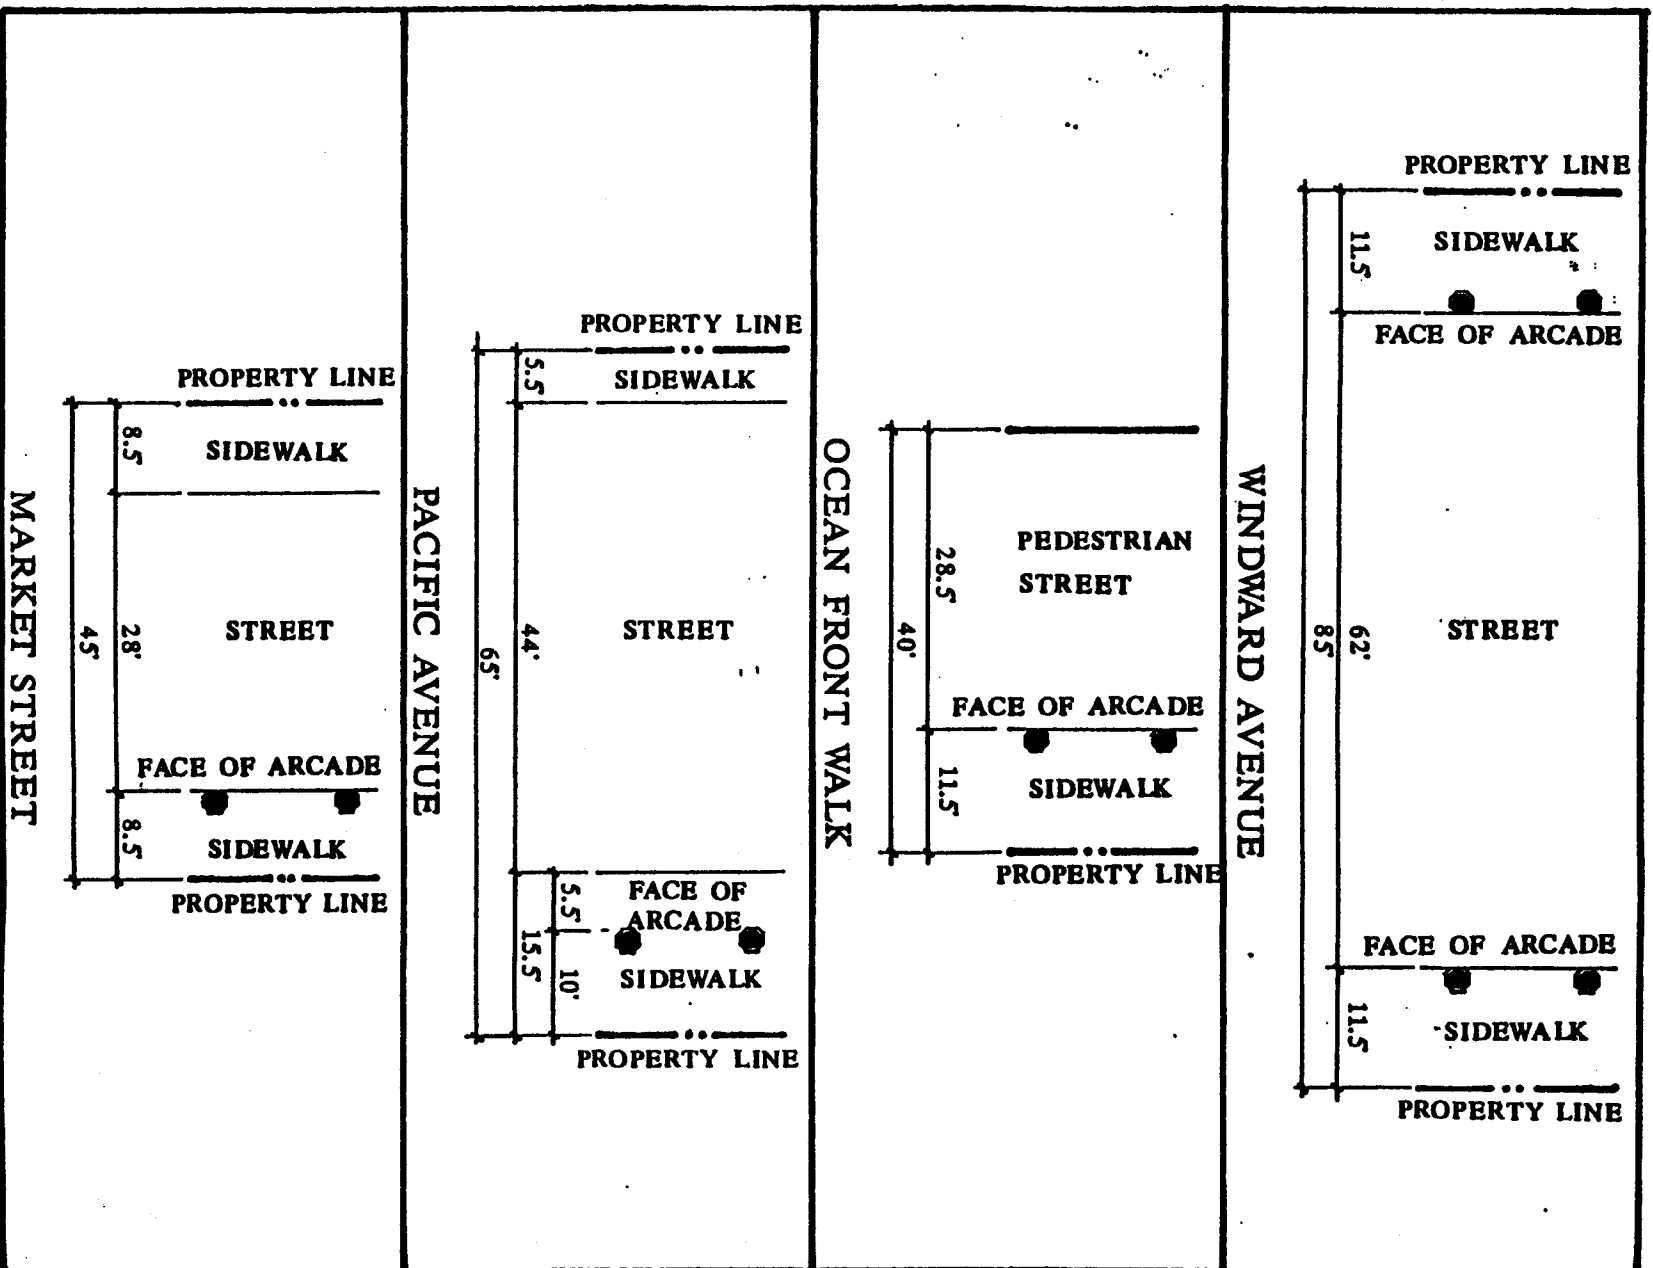 MARKET STREET
PROPERTY LINE
8.5'
SIDEWALK
STREET
28'
45'
FACE OF ARCADE
8.5'
SIDEWALK
PROPERTY LINE
PACIFIC AVENUE
PROPERTY LINE
5.5'
SIDEWALK
STREET
44'
65'
FACE OF
ARCADE
5.5'
15.5'
10'
SIDEWALK
PROPERTY LINE
OCEAN FRONT WALK
PEDESTRIAN
STREET
28.5'
40'
FACE OF ARCADE
11.5'
SIDEWALK
PROPERTY LINE
WINDWARD AVENUE
PROPERTY LINE
11.5'
SIDEWALK
FACE OF ARCADE
STREET
62'
85'
FACE OF ARCADE
11.5'
SIDEWALK
PROPERTY LINE